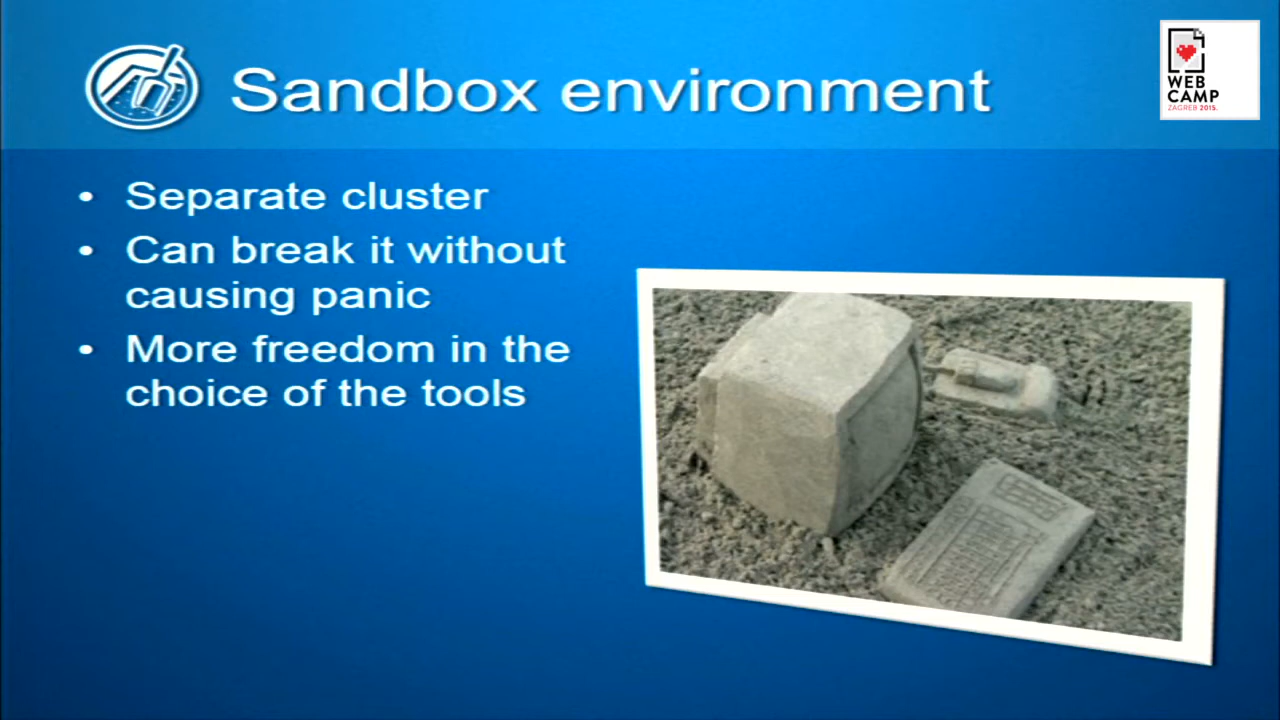 Sandbox environment
WEB
CAMP
ZAGREB 2015.
• Separate cluster
• Can break it without
causing panic
• More freedom in the
choice of the tools